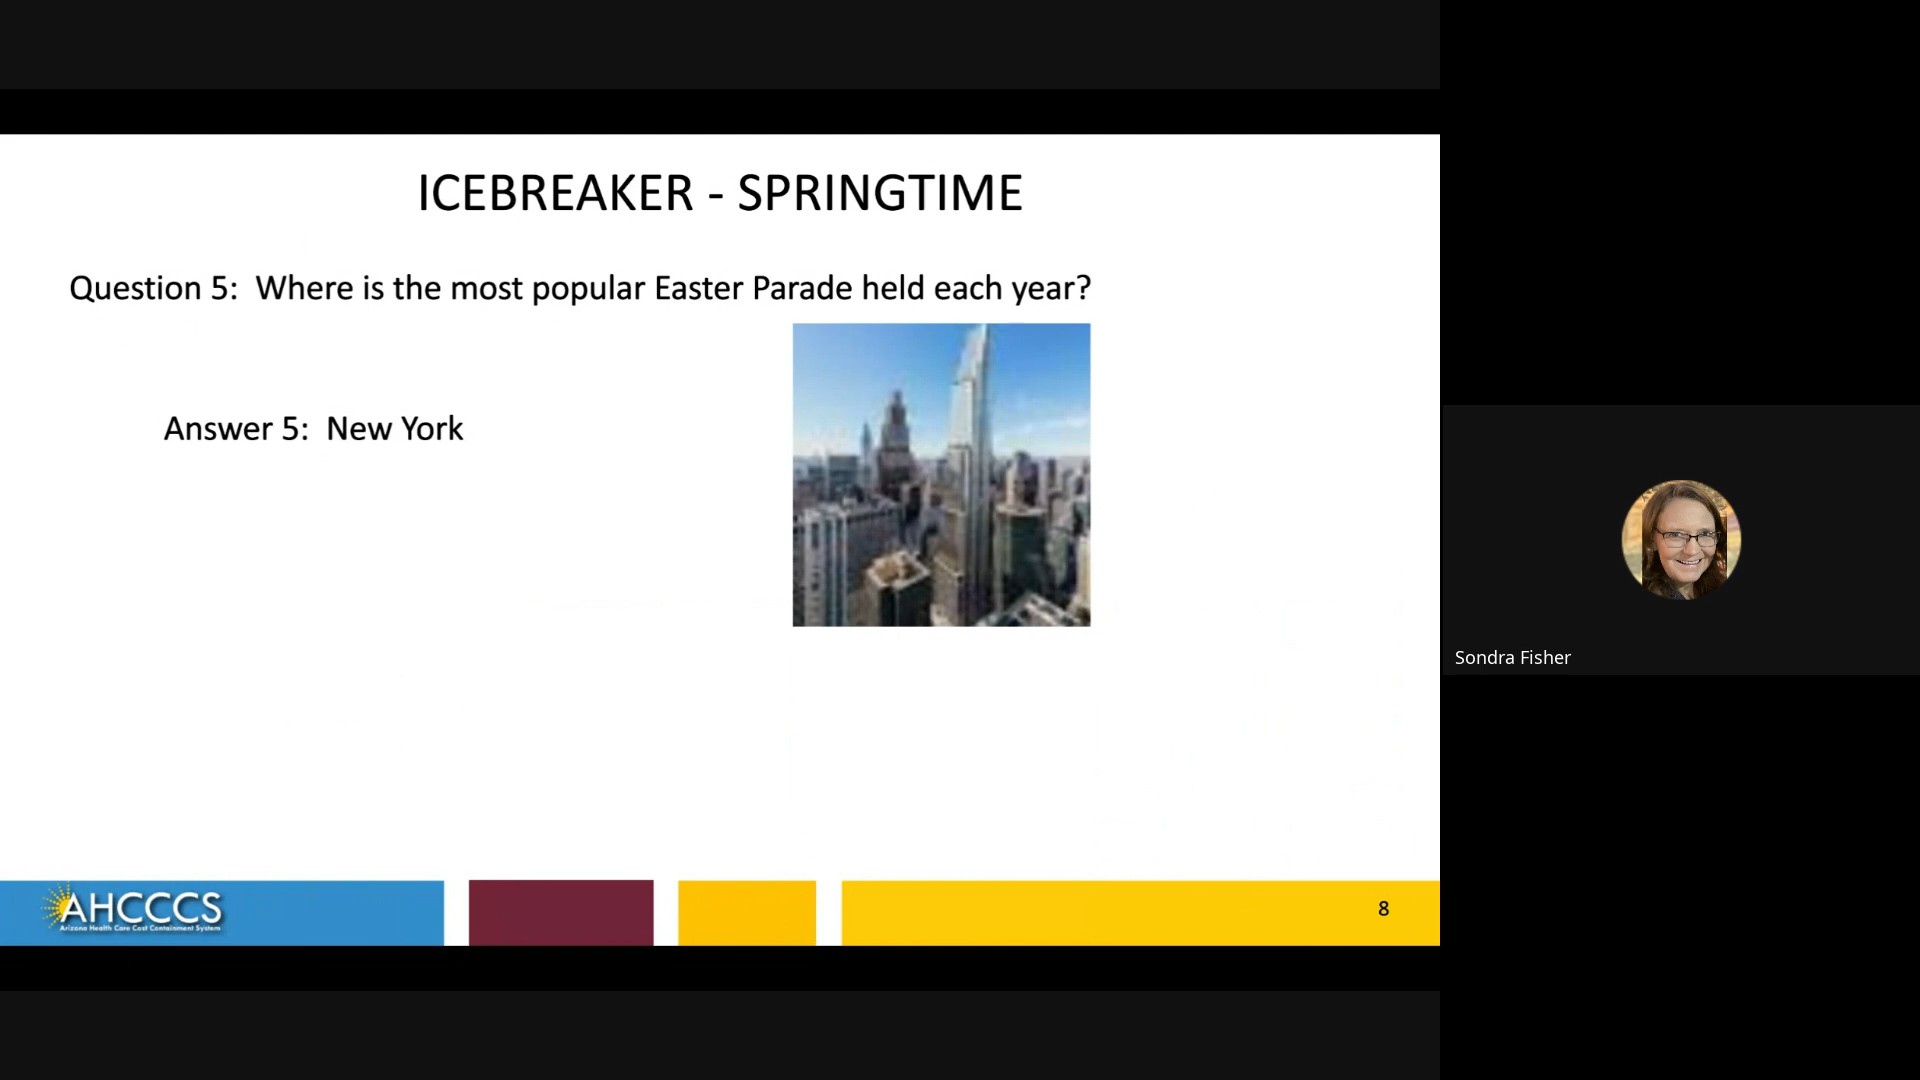 ICEBREAKER - SPRINGTIME
Question 5: Where is the most popular Easter Parade held each year?
Answer 5: New York
Sondra Fisher
AHCCCS
Arizona Health Care Cost Containment System
8